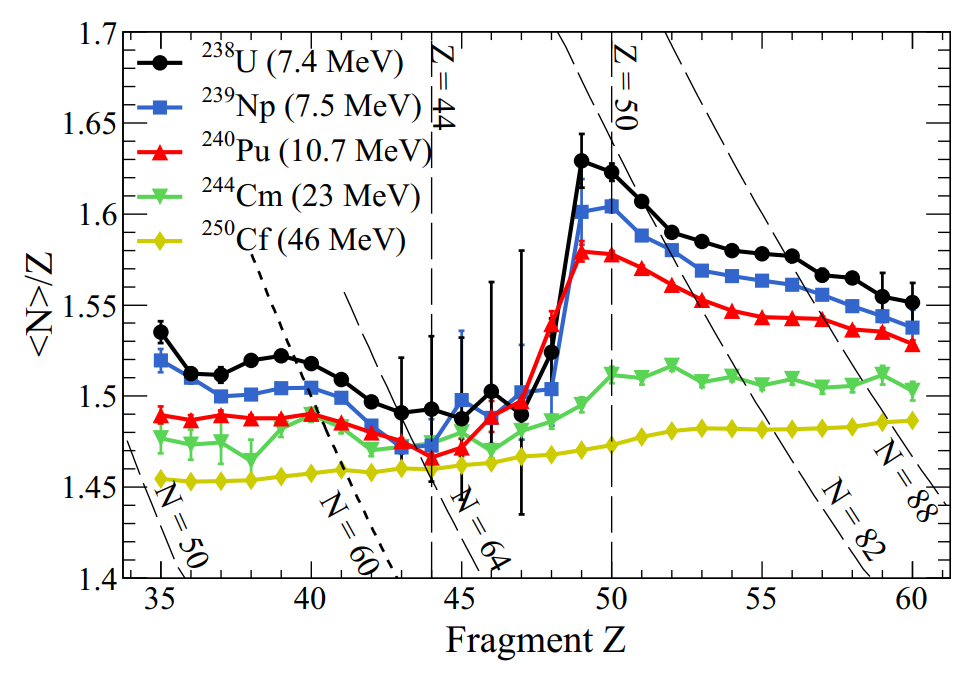 1.7
1.65
1.6
1.55
1.5
1.45
1.4
<N>/Z
238U (7.4 MeV)
239Np (7.5 MeV)
240Pu (10.7 MeV)
244Cm (23 MeV)
250Cf (46 MeV)
Z = 44
Z = 50
N = 50
N = 60
N = 64
N = 82
N = 88
35 40 45 50 55 60
Fragment Z